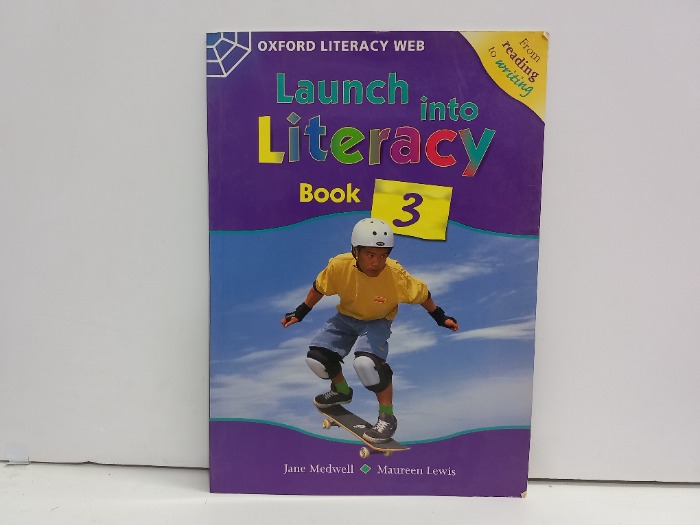 OXFORD LITERACY WEB
From
reading
to writing
Launch into
Literacy
Book 3
Jane Medwell Maureen Lewis